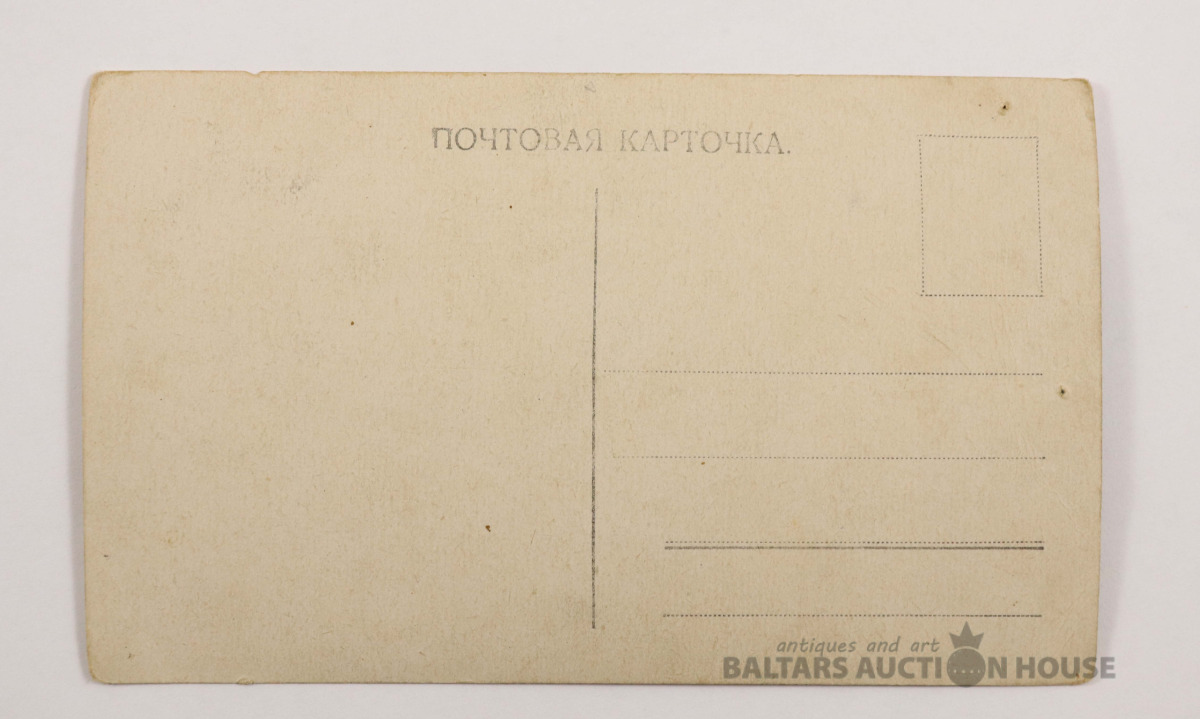 ПОЧТОВАЯ КАРТОЧКА.
antiques and art
BALTARS AUCTION HOUSE